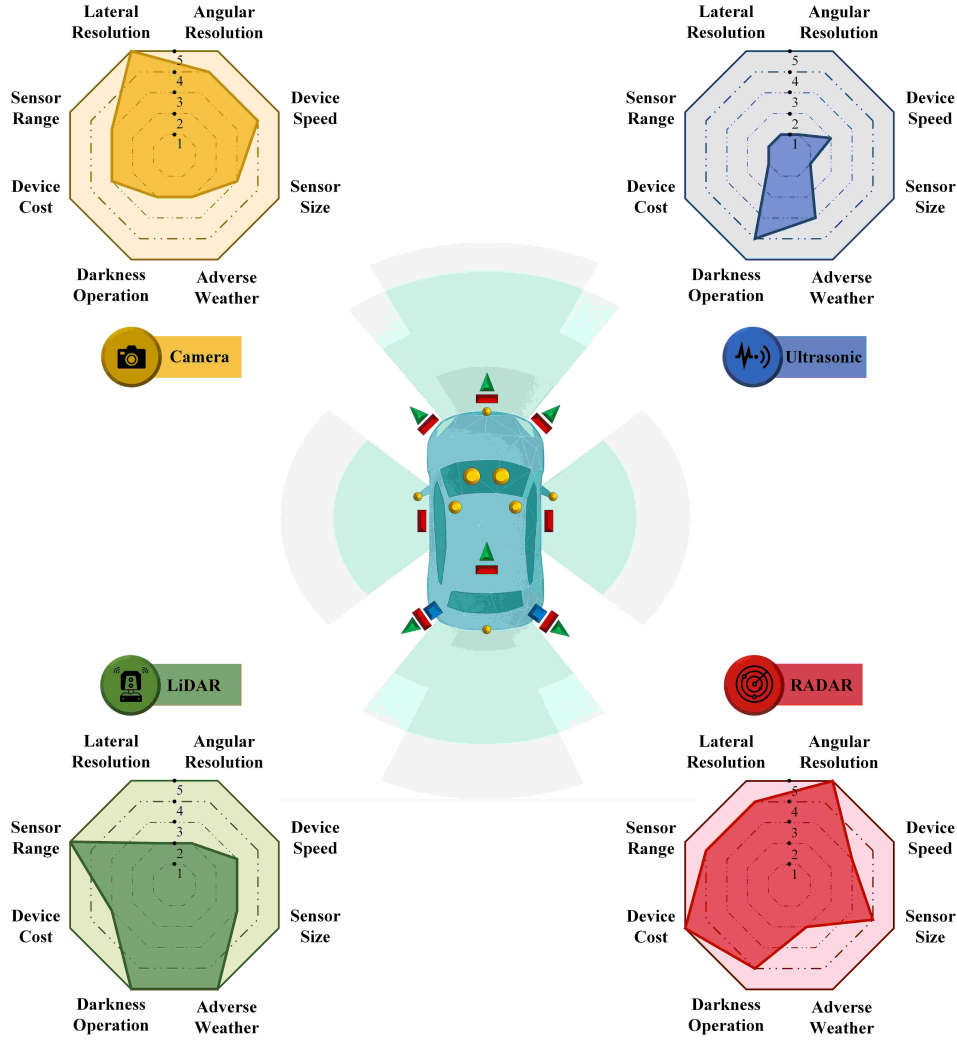 Lateral
Resolution
Angular
Resolution
Sensor
Range
Device
Speed
5
4
3
2
1
Device
Cost
Sensor
Size
Darkness
Operation
Adverse
Weather
Camera
Lateral
Resolution
Angular
Resolution
Sensor
Range
Device
Speed
5
4
3
2
1
Device
Cost
Sensor
Size
Darkness
Operation
Adverse
Weather
Ultrasonic
LiDAR
Lateral
Resolution
Angular
Resolution
Sensor
Range
Device
Speed
5
4
3
2
1
Device
Cost
Sensor
Size
Darkness
Operation
Adverse
Weather
RADAR
Lateral
Resolution
Angular
Resolution
Sensor
Range
Device
Speed
5
4
3
2
1
Device
Cost
Sensor
Size
Darkness
Operation
Adverse
Weather